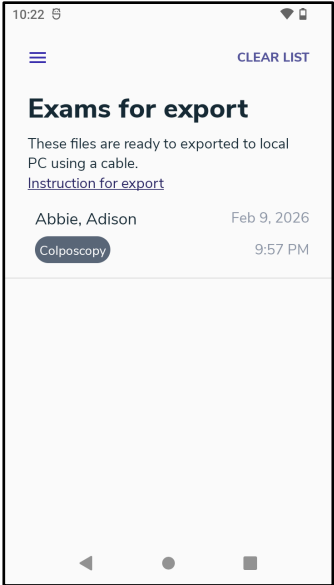 10:22
CLEAR LIST
Exams for export
These files are ready to exported to local
PC using a cable.
Instruction for export
Abbie, Adison
Feb 9, 2026
Colposcopy
9:57 PM